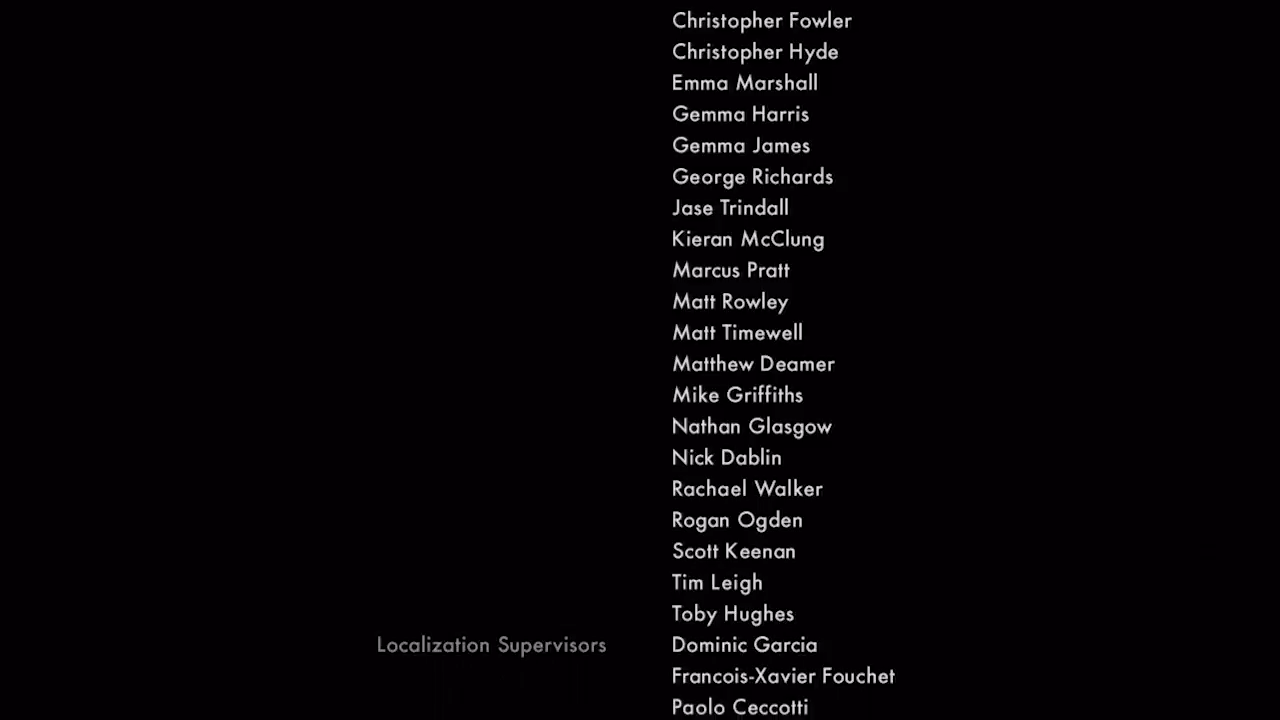 Christopher Fowler
Christopher Hyde
Emma Marshall
Gemma Harris
Gemma James
George Richards
Jase Trindall
Kieran McClung
Marcus Pratt
Matt Rowley
Matt Timewell
Matthew Deamer
Mike Griffiths
Nathan Glasgow
Nick Dablin
Rachael Walker
Rogan Ogden
Scott Keenan
Tim Leigh
Toby Hughes
Localization Supervisors Dominic Garcia
Francois-Xavier Fouchet
Paolo Ceccotti